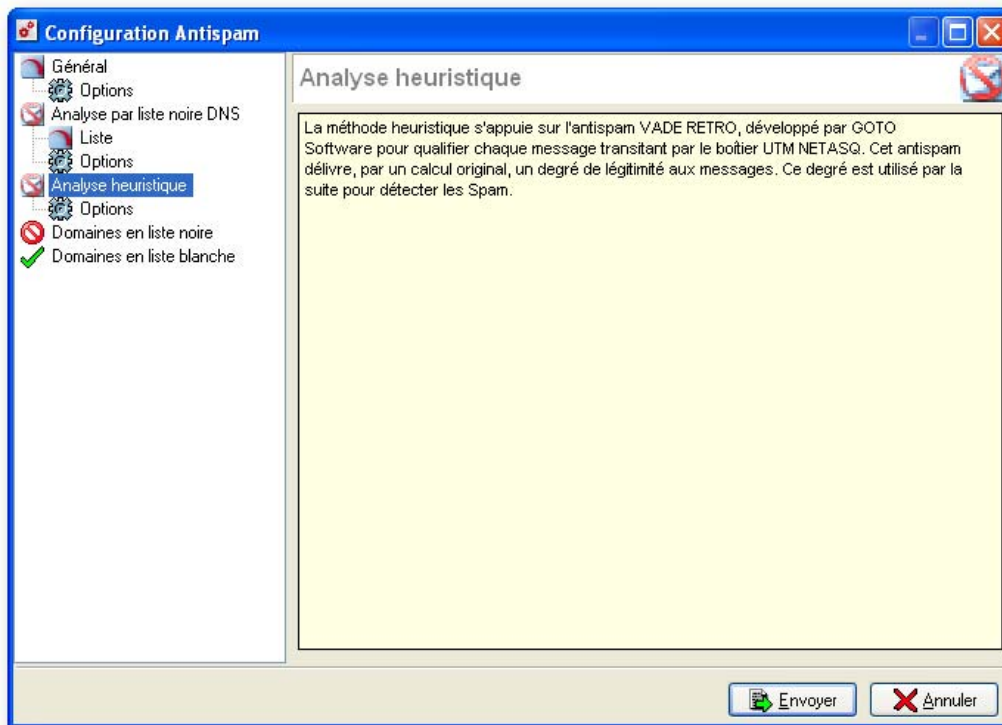 Configuration Antispam
Général
Options
Analyse par liste noire DNS
Liste
Options
Analyse heuristique
Options
Domaines en liste noire
Domaines en liste blanche
Analyse heuristique
La méthode heuristique s'appuie sur l'antispam VADE RETRO, développé par GOTO
Software pour qualifier chaque message transitant par le boîtier UTM NETASQ. Cet antispam
délivre, par un calcul original, un degré de légitimité aux messages. Ce degré est utilisé par la
suite pour détecter les Spam.
Envoyer
Annuler